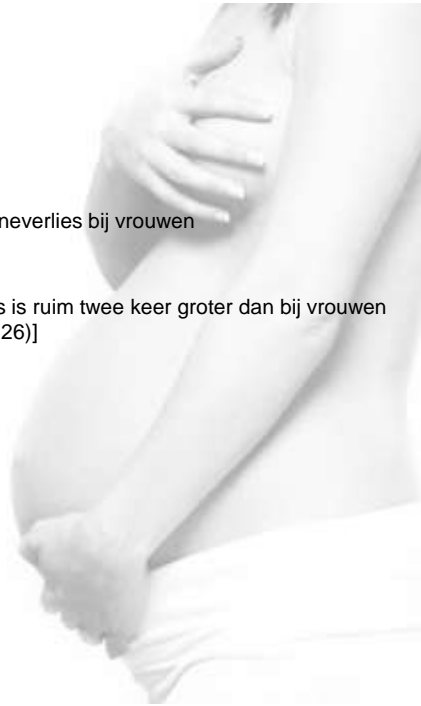 neverlies bij vrouwen
s is ruim twee keer groter dan bij vrouwen
26)]